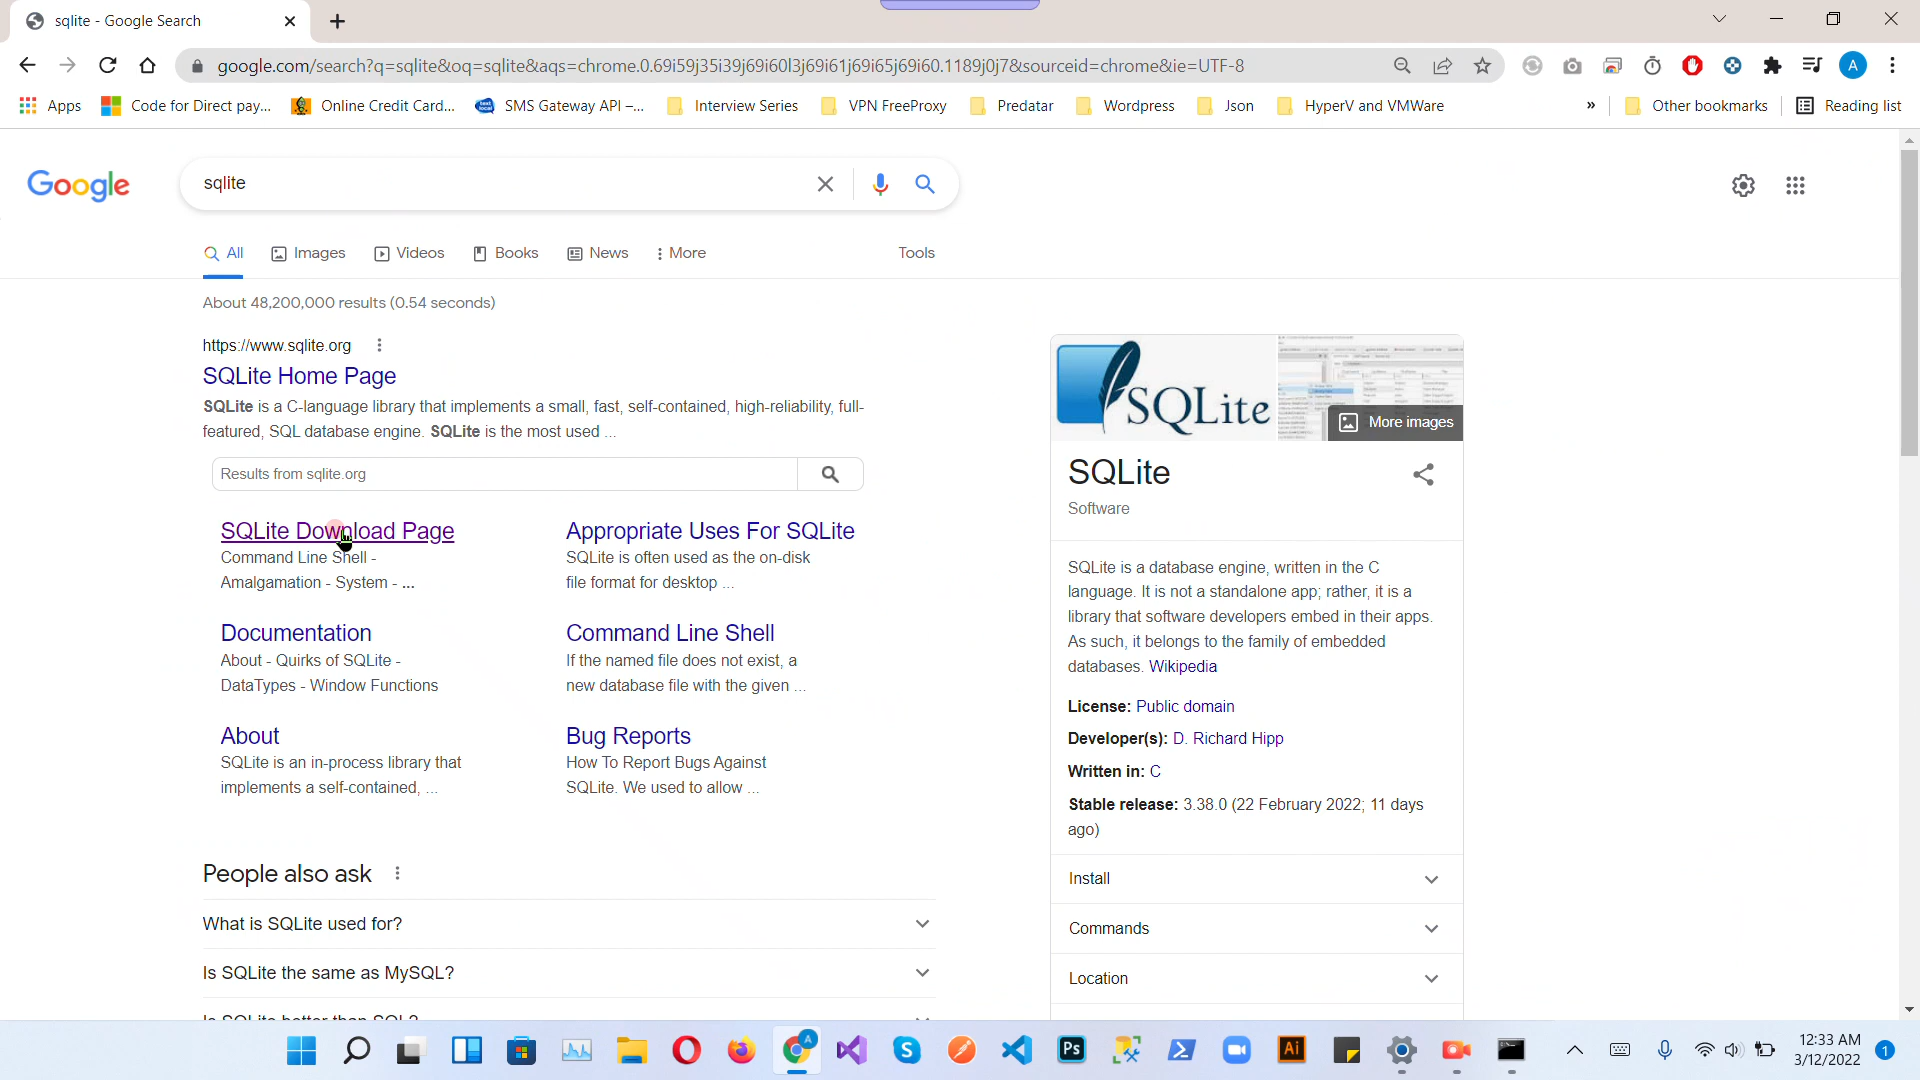 sqlite - Google Search
google.com/search?q=sqlite&oq=sqlite&aqs=chrome.0.69i59j35i39j69i60l3j69i61j69i65j69i60.1189j0j7&sourceid=chrome&ie=UTF-8
A
Apps
Code for Direct pay...
Online Credit Card...
SMS Gateway API –...
Interview Series
VPN FreeProxy
Predatar
Wordpress
Json
HyperV and VMWare
»
Other bookmarks
Reading list
Google
sqlite
All
Images
Videos
Books
News
More
Tools
About 48,200,000 results (0.54 seconds)
https://www.sqlite.org
SQLite Home Page
SQLite is a C-language library that implements a small, fast, self-contained, high-reliability, full-
featured, SQL database engine. SQLite is the most used ...
Results from sqlite.org
SQLite Download Page
Command Line Shell -
Amalgamation - System - ...
Appropriate Uses For SQLite
SQLite is often used as the on-disk
file format for desktop ...
Documentation
About - Quirks of SQLite -
DataTypes - Window Functions
Command Line Shell
If the named file does not exist, a
new database file with the given ...
About
SQLite is an in-process library that
implements a self-contained, ...
Bug Reports
How To Report Bugs Against
SQLite. We used to allow ...
People also ask
What is SQLite used for?
Is SQLite the same as MySQL?
Is SQLite better than SQL?
SQLite
More images
SQLite
Software
SQLite is a database engine, written in the C
language. It is not a standalone app; rather, it is a
library that software developers embed in their apps.
As such, it belongs to the family of embedded
databases. Wikipedia
License: Public domain
Developer(s): D. Richard Hipp
Written in: C
Stable release: 3.38.0 (22 February 2022; 11 days
ago)
Install
Commands
Location
A
Ps
Ai
12:33 AM
3/12/2022
1